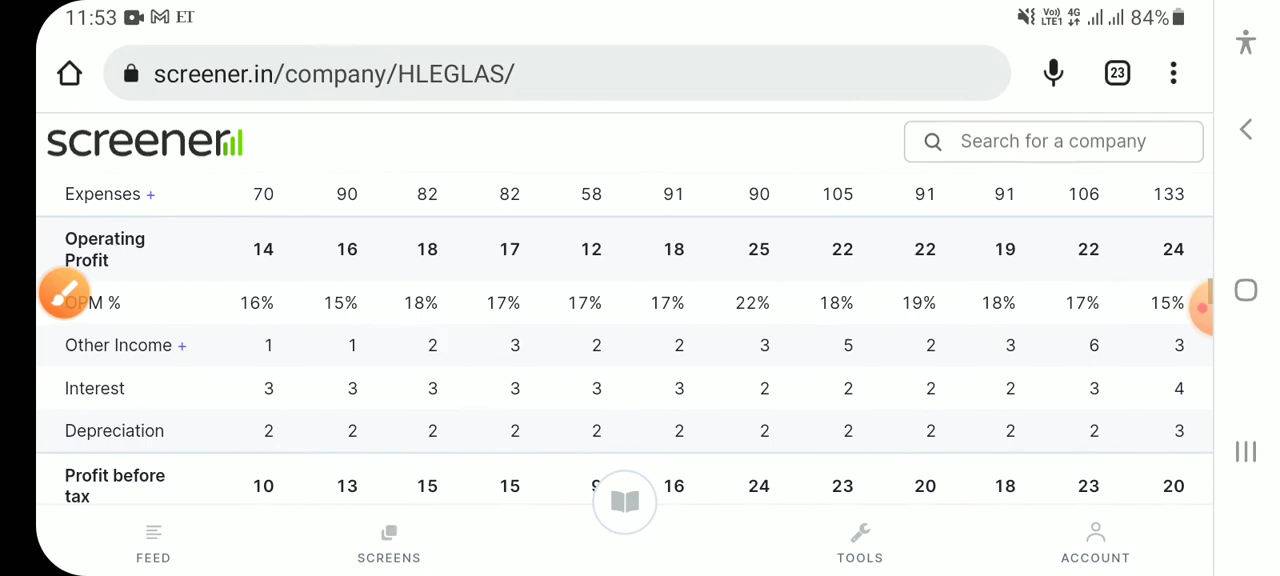 11:53 ET Vo)) LTE1 4G 84%
screener.in/company/HLEGLAS/ 23
screener Search for a company
Expenses + 70 90 82 82 58 91 90 105 91 91 106 133
Operating
Profit 14 16 18 17 12 18 25 22 22 19 22 24
OPM % 16% 15% 18% 17% 17% 17% 22% 18% 19% 18% 17% 15%
Other Income + 1 1 2 3 2 2 3 5 2 3 6 3
Interest 3 3 3 3 3 3 2 2 2 2 3 4
Depreciation 2 2 2 2 2 2 2 2 2 2 2 3
Profit before
tax 10 13 15 15 9 16 24 23 20 18 23 20
FEED SCREENS TOOLS ACCOUNT